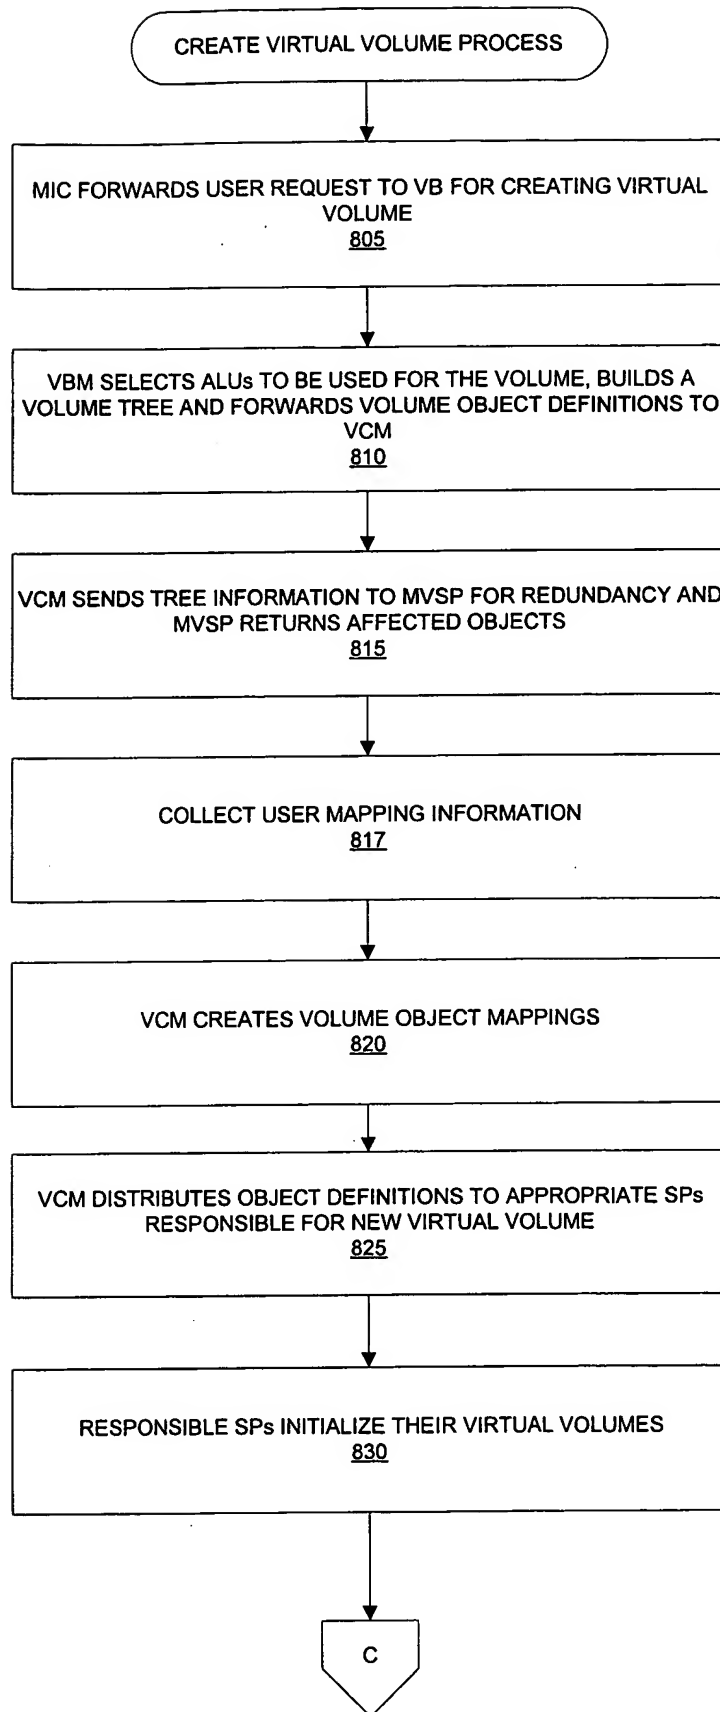 CREATE VIRTUAL VOLUME PROCESS
MIC FORWARDS USER REQUEST TO VB FOR CREATING VIRTUAL
VOLUME
805
VBM SELECTS ALUs TO BE USED FOR THE VOLUME, BUILDS A
VOLUME TREE AND FORWARDS VOLUME OBJECT DEFINITIONS TO
VCM
810
VCM SENDS TREE INFORMATION TO MVSP FOR REDUNDANCY AND
MVSP RETURNS AFFECTED OBJECTS
815
COLLECT USER MAPPING INFORMATION
817
VCM CREATES VOLUME OBJECT MAPPINGS
820
VCM DISTRIBUTES OBJECT DEFINITIONS TO APPROPRIATE SPs
RESPONSIBLE FOR NEW VIRTUAL VOLUME
825
RESPONSIBLE SPs INITIALIZE THEIR VIRTUAL VOLUMES
830
C